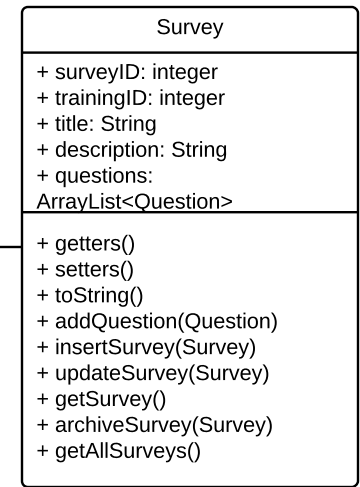 Survey
+ surveyID: integer
+ trainingID: integer
+ title: String
+ description: String
+ questions:
ArrayList<Question>
+ getters()
+ setters()
+ toString()
+ addQuestion(Question)
+ insertSurvey(Survey)
+ updateSurvey(Survey)
+ getSurvey()
+ archiveSurvey(Survey)
+ getAllSurveys()